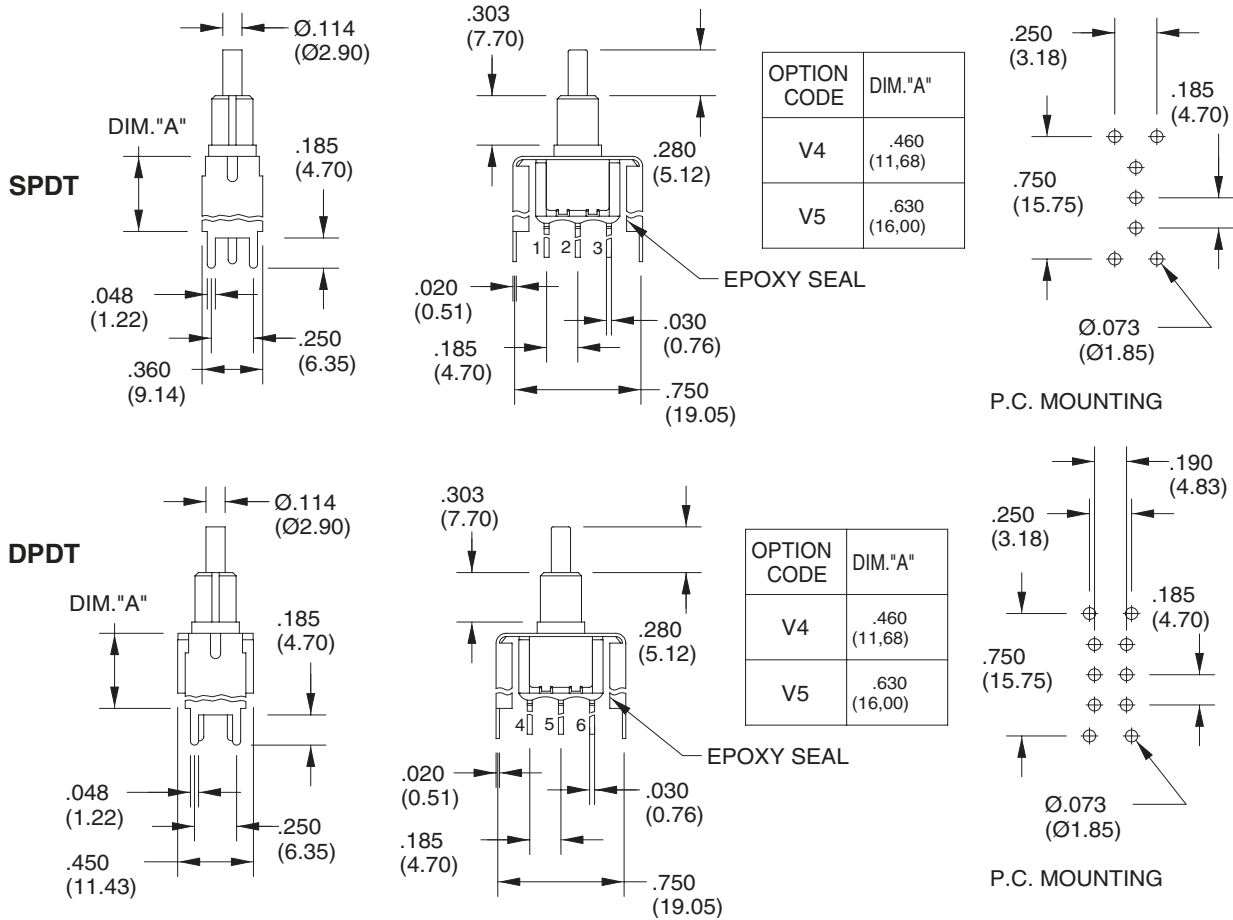 SPDT
Ø.114
(Ø2.90)
DIM."A"
.185
(4.70)
.048
(1.22)
.250
(6.35)
.360
(9.14)
.303
(7.70)
.280
(5.12)
1 2 3
EPOXY SEAL
.020
(0.51)
.030
(0.76)
.185
(4.70)
.750
(19.05)
OPTION CODE DIM."A"
V4 .460 (11,68)
V5 .630 (16,00)
.250
(3.18)
.185
(4.70)
.750
(15.75)
Ø.073
(Ø1.85)
P.C. MOUNTING
DPDT
Ø.114
(Ø2.90)
DIM."A"
.185
(4.70)
.048
(1.22)
.250
(6.35)
.450
(11.43)
.303
(7.70)
.280
(5.12)
4 5 6
EPOXY SEAL
.020
(0.51)
.030
(0.76)
.185
(4.70)
.750
(19.05)
OPTION CODE DIM."A"
V4 .460 (11,68)
V5 .630 (16,00)
.190
(4.83)
.250
(3.18)
.185
(4.70)
.750
(15.75)
Ø.073
(Ø1.85)
P.C. MOUNTING